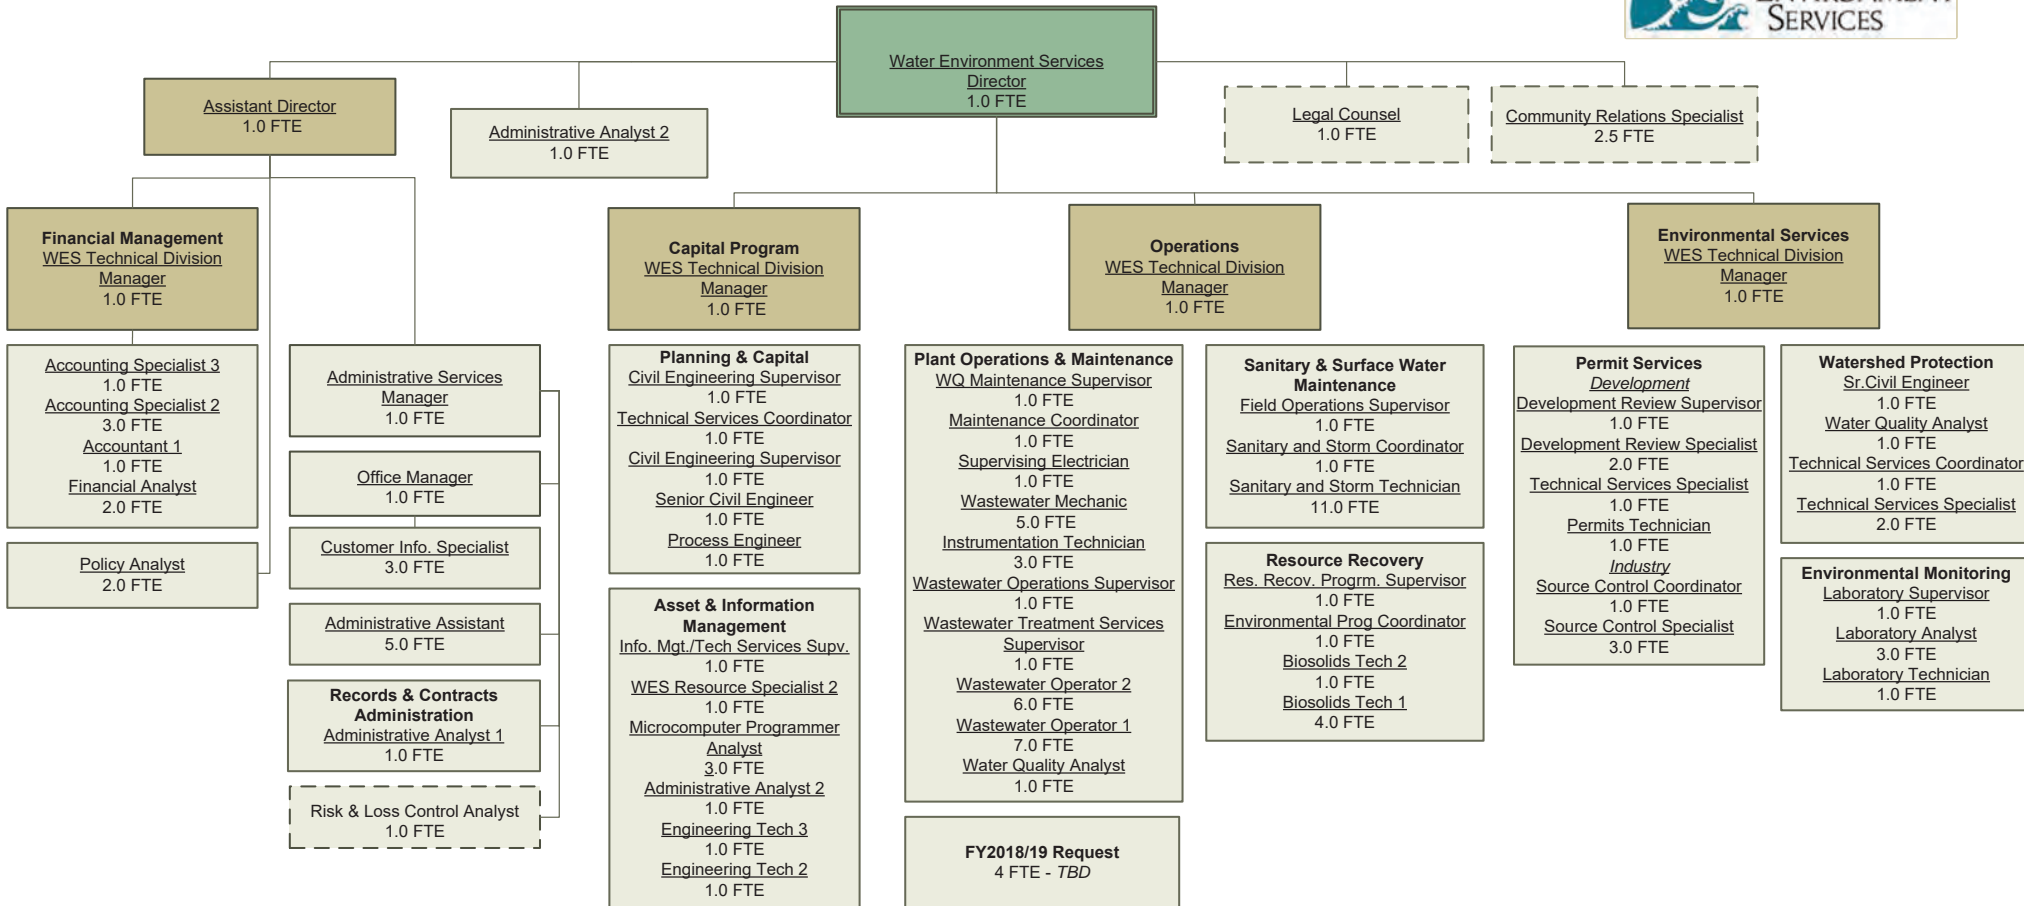 SERVICES
Water Environment Services
Director
1.0 FTE
Assistant Director
1.0 FTE
Administrative Analyst 2
1.0 FTE
Legal Counsel
1.0 FTE
Community Relations Specialist
2.5 FTE
Financial Management
WES Technical Division
Manager
1.0 FTE
Capital Program
WES Technical Division
Manager
1.0 FTE
Operations
WES Technical Division
Manager
1.0 FTE
Environmental Services
WES Technical Division
Manager
1.0 FTE
Accounting Specialist 3
1.0 FTE
Accounting Specialist 2
3.0 FTE
Accountant 1
1.0 FTE
Financial Analyst
2.0 FTE
Policy Analyst
2.0 FTE
Administrative Services
Manager
1.0 FTE
Office Manager
1.0 FTE
Customer Info. Specialist
3.0 FTE
Administrative Assistant
5.0 FTE
Records & Contracts
Administration
Administrative Analyst 1
1.0 FTE
Risk & Loss Control Analyst
1.0 FTE
Planning & Capital
Civil Engineering Supervisor
1.0 FTE
Technical Services Coordinator
1.0 FTE
Civil Engineering Supervisor
1.0 FTE
Senior Civil Engineer
1.0 FTE
Process Engineer
1.0 FTE
Asset & Information
Management
Info. Mgt./Tech Services Supv.
1.0 FTE
WES Resource Specialist 2
1.0 FTE
Microcomputer Programmer
Analyst
3.0 FTE
Administrative Analyst 2
1.0 FTE
Engineering Tech 3
1.0 FTE
Engineering Tech 2
1.0 FTE
Plant Operations & Maintenance
WQ Maintenance Supervisor
1.0 FTE
Maintenance Coordinator
1.0 FTE
Supervising Electrician
1.0 FTE
Wastewater Mechanic
5.0 FTE
Instrumentation Technician
3.0 FTE
Wastewater Operations Supervisor
1.0 FTE
Wastewater Treatment Services
Supervisor
1.0 FTE
Wastewater Operator 2
6.0 FTE
Wastewater Operator 1
7.0 FTE
Water Quality Analyst
1.0 FTE
FY2018/19 Request
4 FTE - TBD
Sanitary & Surface Water
Maintenance
Field Operations Supervisor
1.0 FTE
Sanitary and Storm Coordinator
1.0 FTE
Sanitary and Storm Technician
11.0 FTE
Resource Recovery
Res. Recov. Progrm. Supervisor
1.0 FTE
Environmental Prog Coordinator
1.0 FTE
Biosolids Tech 2
1.0 FTE
Biosolids Tech 1
4.0 FTE
Permit Services
Development
Development Review Supervisor
1.0 FTE
Development Review Specialist
2.0 FTE
Technical Services Specialist
1.0 FTE
Permits Technician
1.0 FTE
Industry
Source Control Coordinator
1.0 FTE
Source Control Specialist
3.0 FTE
Watershed Protection
Sr.Civil Engineer
1.0 FTE
Water Quality Analyst
1.0 FTE
Technical Services Coordinator
1.0 FTE
Technical Services Specialist
2.0 FTE
Environmental Monitoring
Laboratory Supervisor
1.0 FTE
Laboratory Analyst
3.0 FTE
Laboratory Technician
1.0 FTE